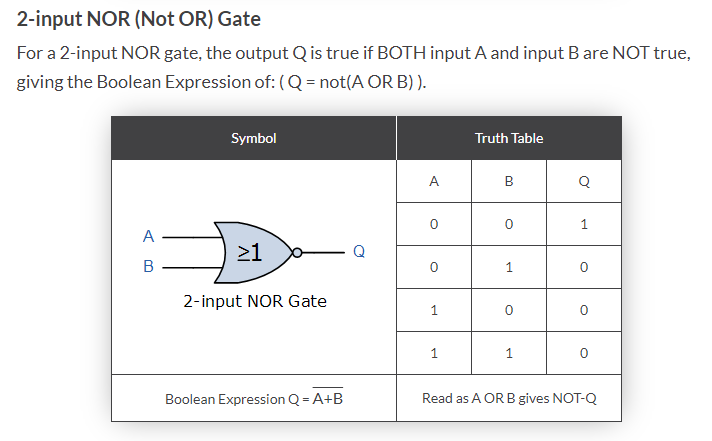 2-input NOR (Not OR) Gate
For a 2-input NOR gate, the output Q is true if BOTH input A and input B are NOT true,
giving the Boolean Expression of: ( Q = not(A OR B) ).
Symbol Truth Table
A B Q
0 0 1
0 1 0
1 0 0
1 1 0
A
B
≥1
Q
2-input NOR Gate
Boolean Expression Q = A̅+̅B̅
Read as A OR B gives NOT-Q